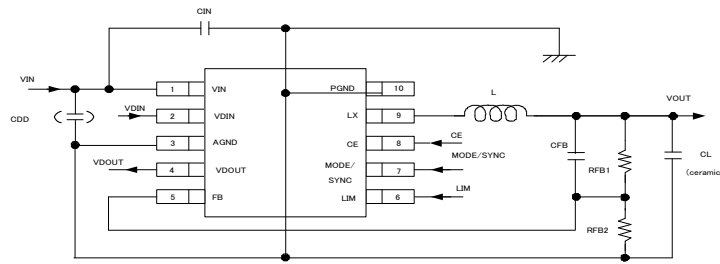 CIN
VIN
CDD
VDIN
VDOUT
1 VIN
2 VDIN
3 AGND
4 VDOUT
5 FB
PGND 10
LX 9
CE 8
MODE/
SYNC 7
LIM 6
L
CE
MODE/SYNC
LIM
VOUT
CFB
RFB1
RFB2
CL
(ceramic